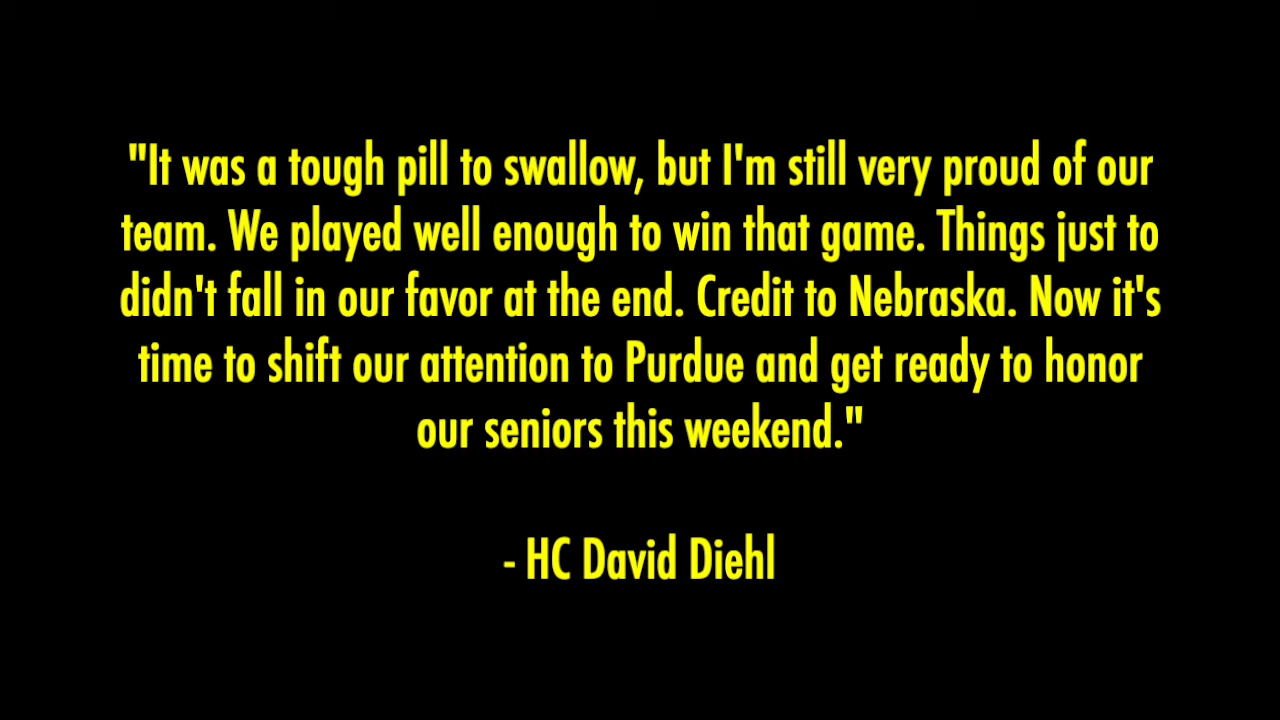 "It was a tough pill to swallow, but I'm still very proud of our
team. We played well enough to win that game. Things just to
didn't fall in our favor at the end. Credit to Nebraska. Now it's
time to shift our attention to Purdue and get ready to honor
our seniors this weekend."
- HC David Diehl